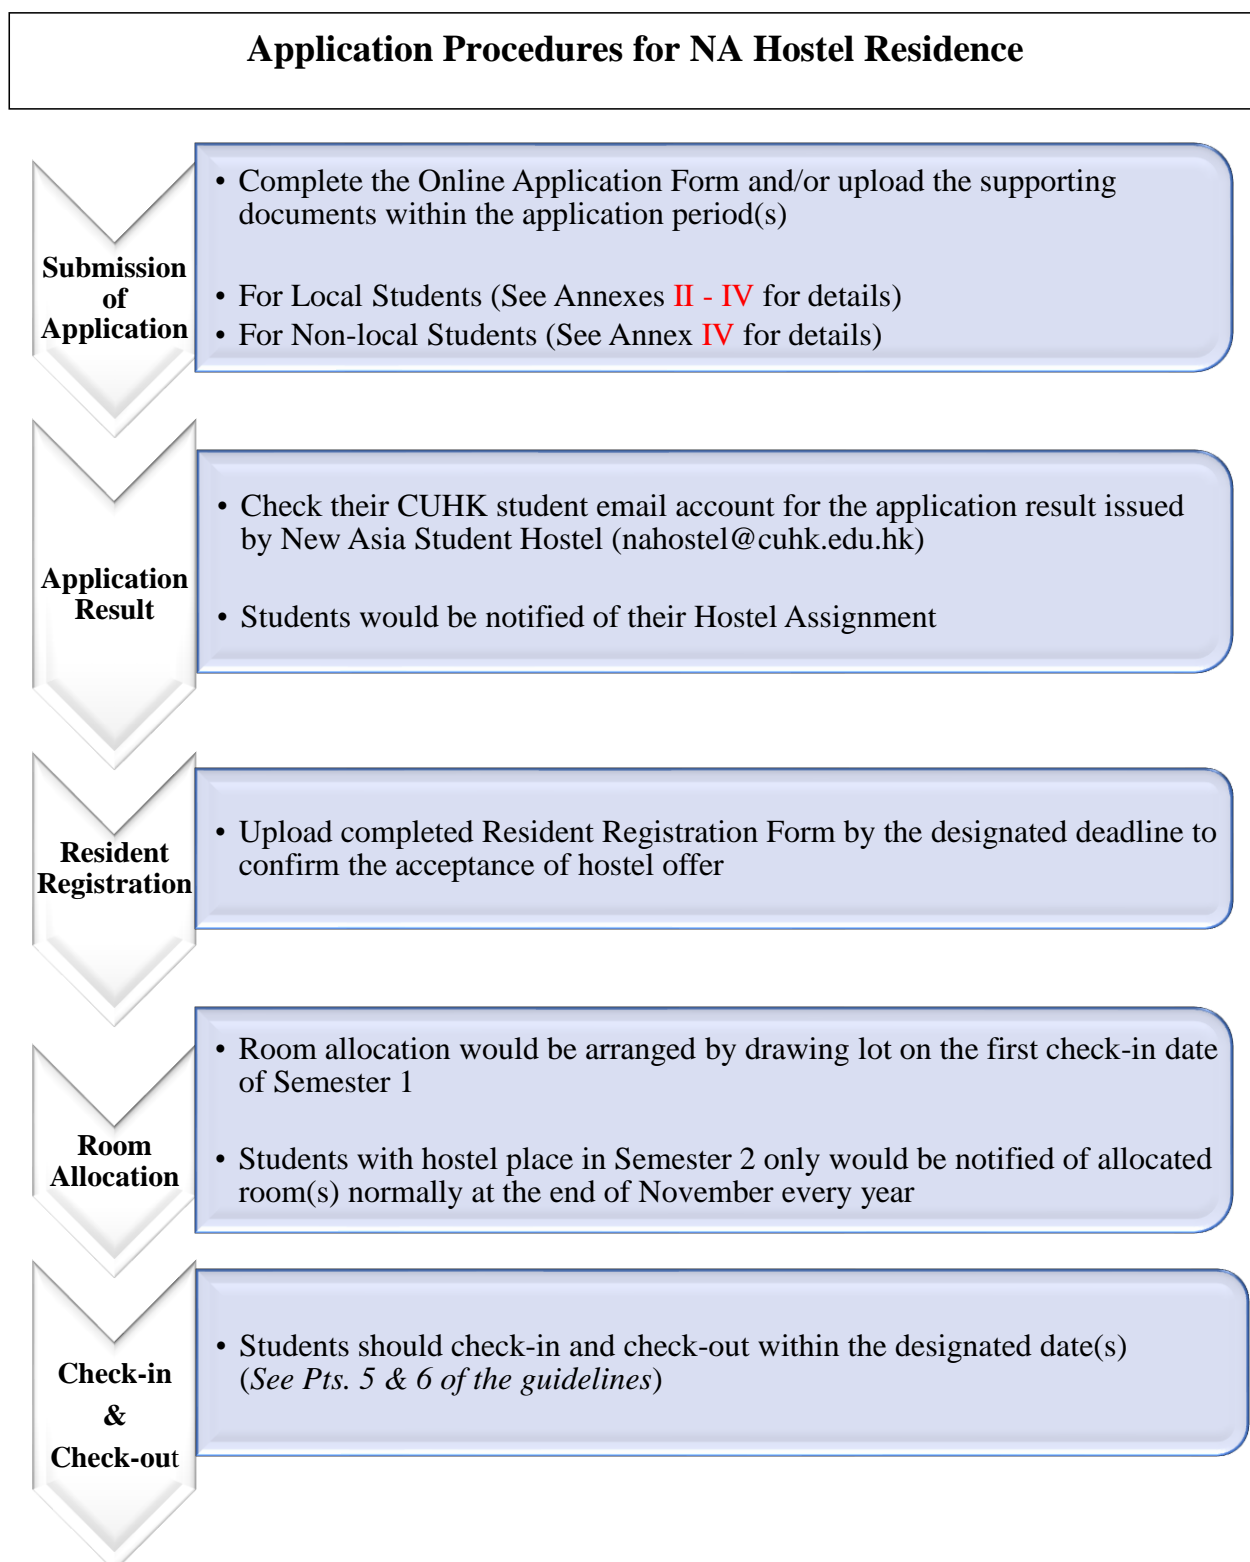 Application Procedures for NA Hostel Residence
Submission
of
Application
• Complete the Online Application Form and/or upload the supporting
documents within the application period(s)
• For Local Students (See Annexes II - IV for details)
• For Non-local Students (See Annex IV for details)
Application
Result
• Check their CUHK student email account for the application result issued
by New Asia Student Hostel (nahostel@cuhk.edu.hk)
• Students would be notified of their Hostel Assignment
Resident
Registration
• Upload completed Resident Registration Form by the designated deadline to
confirm the acceptance of hostel offer
Room
Allocation
• Room allocation would be arranged by drawing lot on the first check-in date
of Semester 1
• Students with hostel place in Semester 2 only would be notified of allocated
room(s) normally at the end of November every year
Check-in
&
Check-out
• Students should check-in and check-out within the designated date(s)
(See Pts. 5 & 6 of the guidelines)